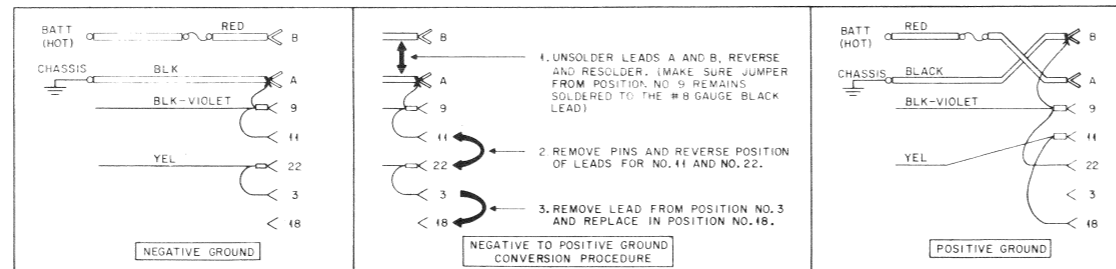 BATT
(HOT)
RED
B
CHASSIS
BLK
A
BLK-VIOLET
9
11
YEL
22
3
18
NEGATIVE GROUND
B
A
9
11
22
3
18
1. UNSOLDER LEADS A AND B, REVERSE
AND RESOLDER. (MAKE SURE JUMPER
FROM POSITION NO 9 REMAINS
SOLDERED TO THE #8 GAUGE BLACK
LEAD)
2. REMOVE PINS AND REVERSE POSITION
OF LEADS FOR NO.11 AND NO.22.
3. REMOVE LEAD FROM POSITION NO.3
AND REPLACE IN POSITION NO.18.
NEGATIVE TO POSITIVE GROUND
CONVERSION PROCEDURE
BATT
(HOT)
RED
B
CHASSIS
BLACK
A
BLK-VIOLET
9
11
YEL
22
3
18
POSITIVE GROUND